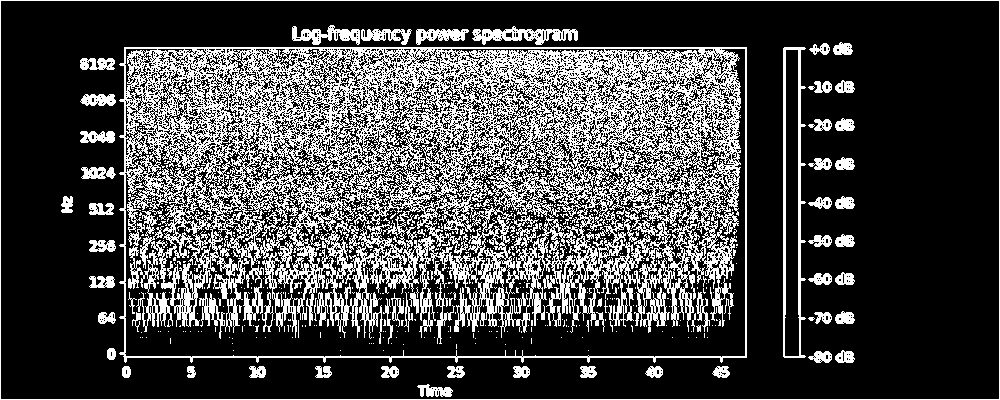 Log-frequency power spectrogram
+0 dB
8192
-10 dB
4096
-20 dB
2048
-30 dB
1024
-40 dB
Hz
512
-50 dB
256
-60 dB
128
-70 dB
64
0
-80 dB
0 5 10 15 20 25 30 35 40 45
Time